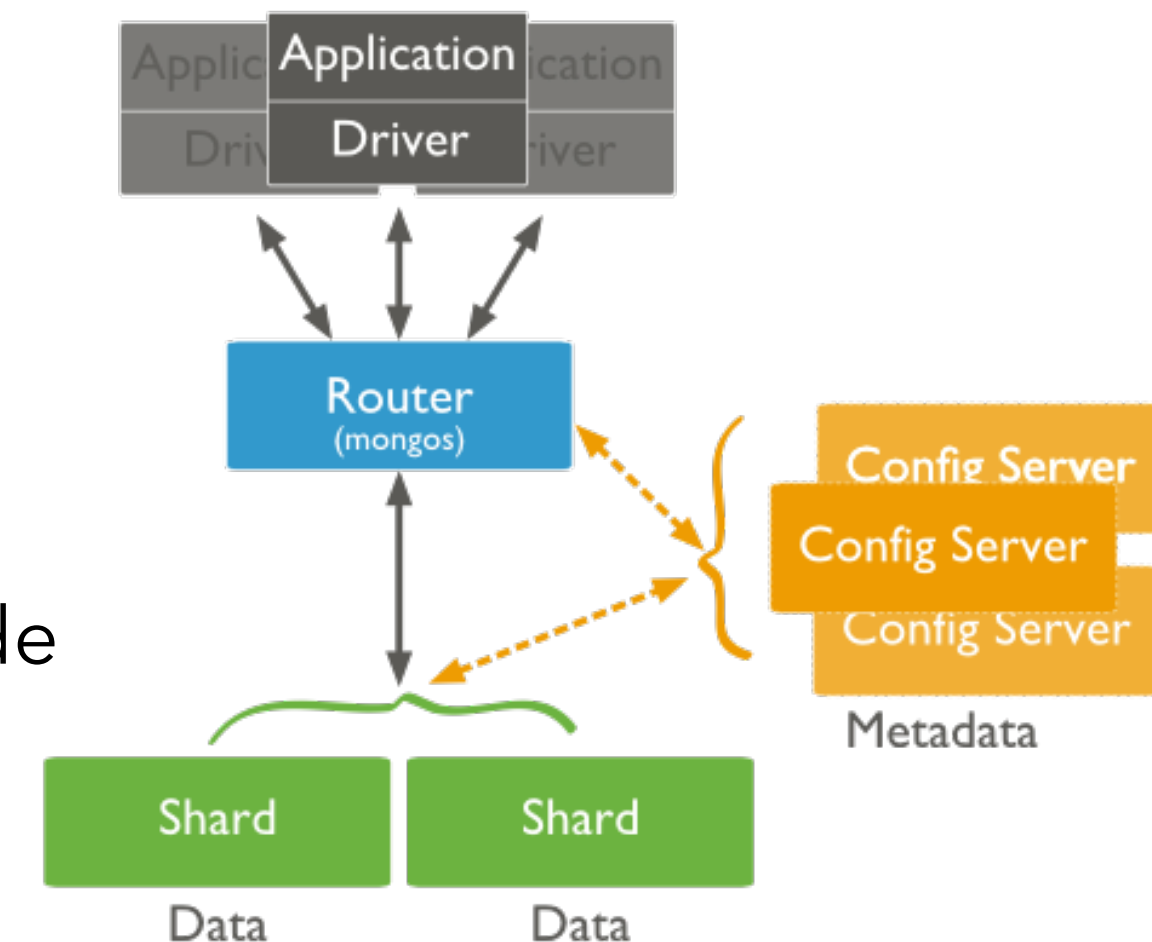 Application
Driver
Router
(mongos)
Config Server
Config Server
Config Server
Metadata
Shard
Shard
Data
Data